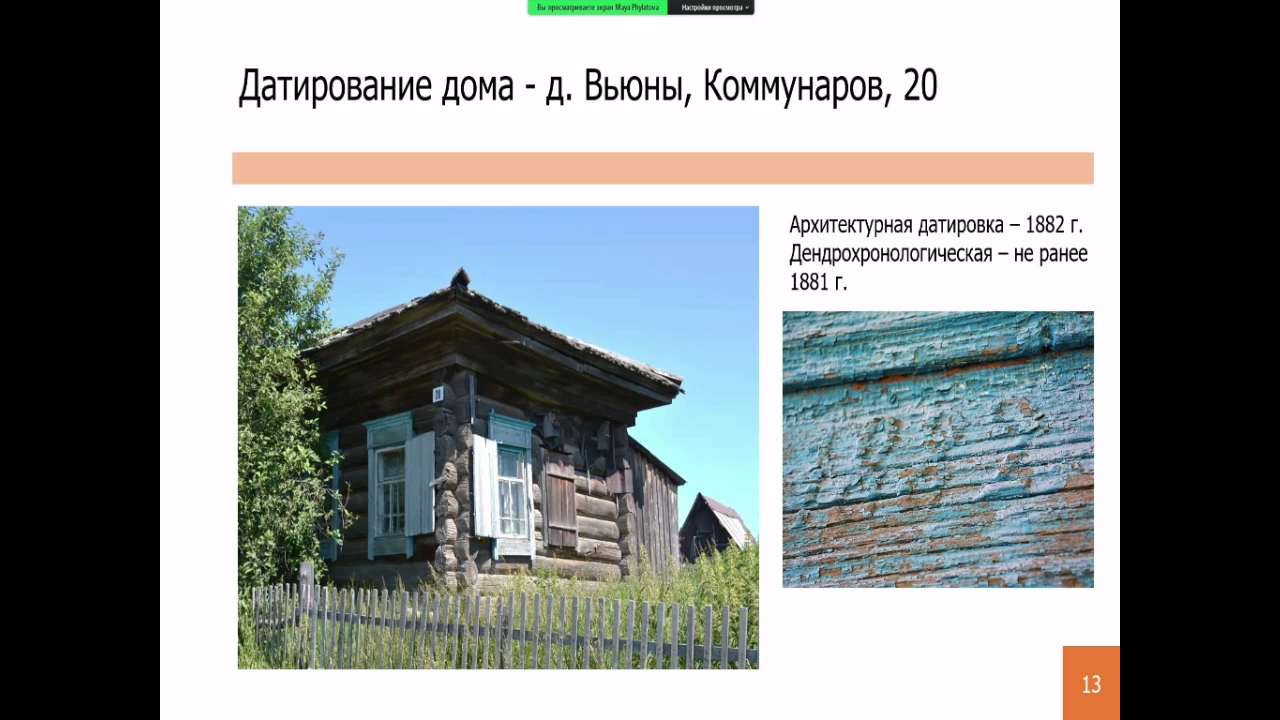 Вы просматриваете экран Maya Phylatova
Настройки просмотра
Датирование дома - д. Вьюны, Коммунаров, 20
Архитектурная датировка – 1882 г.
Дендрохронологическая – не ранее
1881 г.
20
13